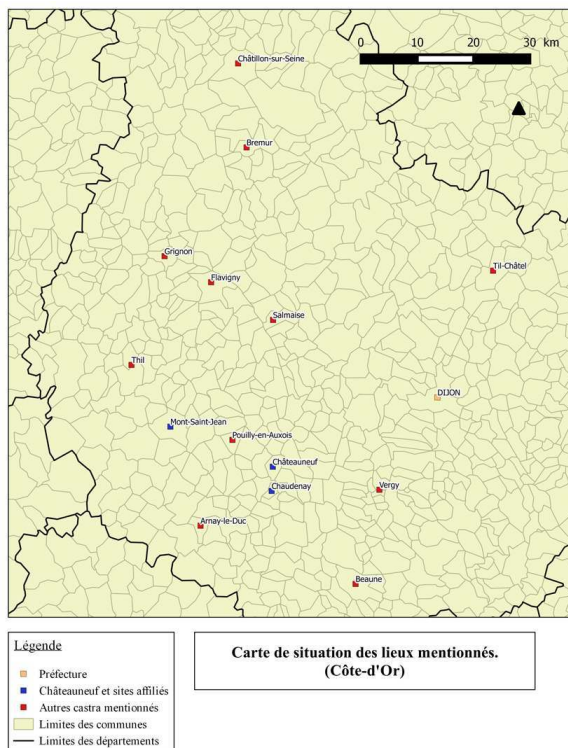 Châtillon-sur-Seine
0 10 20 30 km
Bremur
Grignon
Til-Châtel
Flavigny
Salmaise
Thil
DIJON
Mont-Saint-Jean
Pouilly-en-Auxois
Châteauneuf
Chaudenay
Vergy
Arnay-le-Duc
Beaune
Légende
Préfecture
Châteauneuf et sites affiliés
Autres castra mentionnés
Limites des communes
Limites des départements
Carte de situation des lieux mentionnés.
(Côte-d'Or)